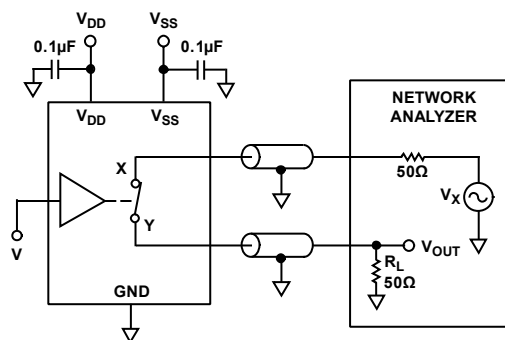 V_DD V_SS
0.1µF 0.1µF
V_DD V_SS
NETWORK
ANALYZER
X
50Ω
V_X
Y
V
V_OUT
R_L
50Ω
GND